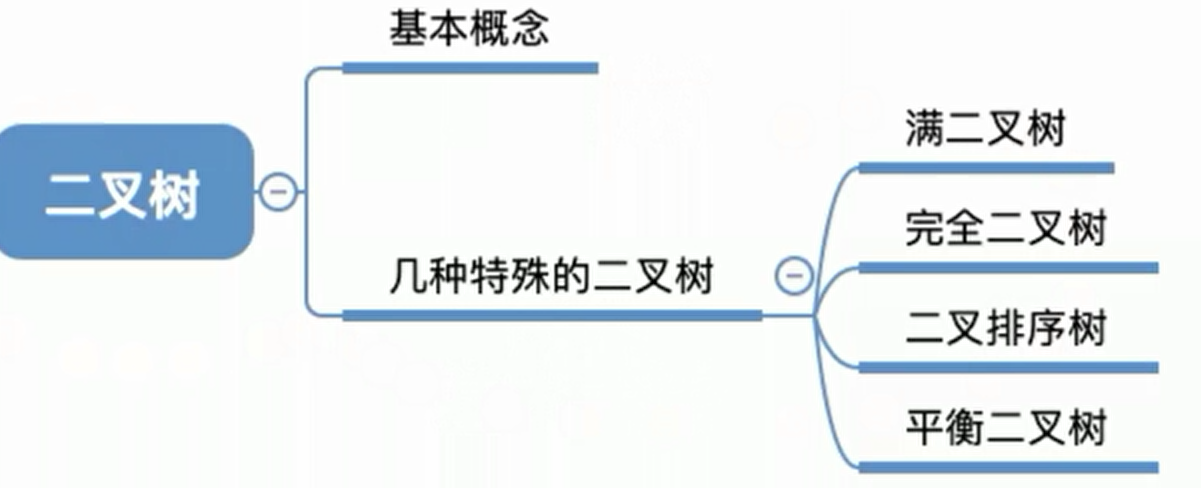 二叉树
基本概念
几种特殊的二叉树
满二叉树
完全二叉树
二叉排序树
平衡二叉树